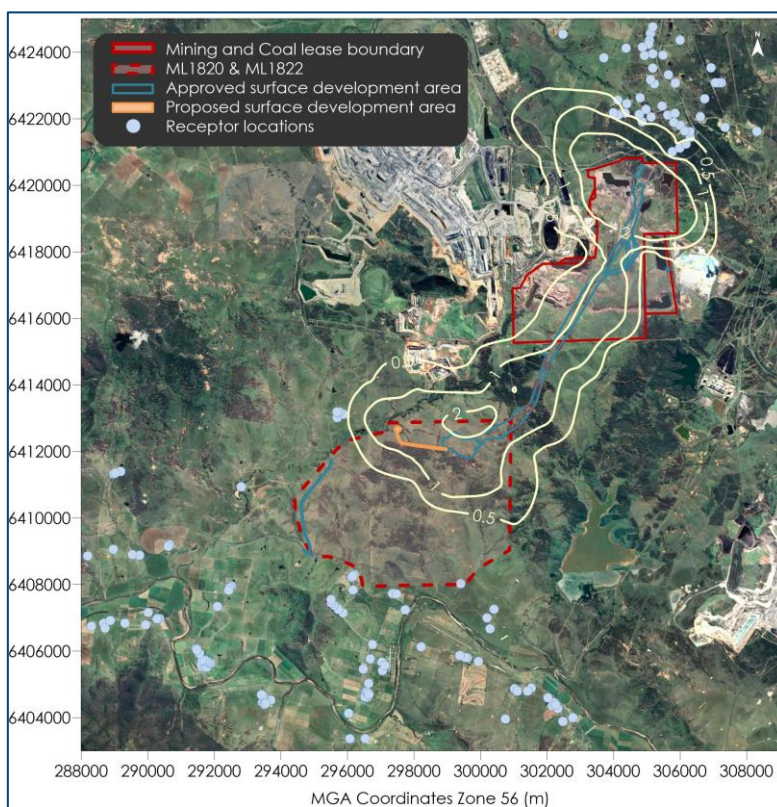 Mining and Coal lease boundary
ML1820 & ML1822
Approved surface development area
Proposed surface development area
Receptor locations
N
6424000
6422000
6420000
6418000
6416000
6414000
6412000
6410000
6408000
6406000
6404000
0.5
1
1
2
1
2
1
0.5
288000 290000 292000 294000 296000 298000 300000 302000 304000 306000 308000
MGA Coordinates Zone 56 (m)